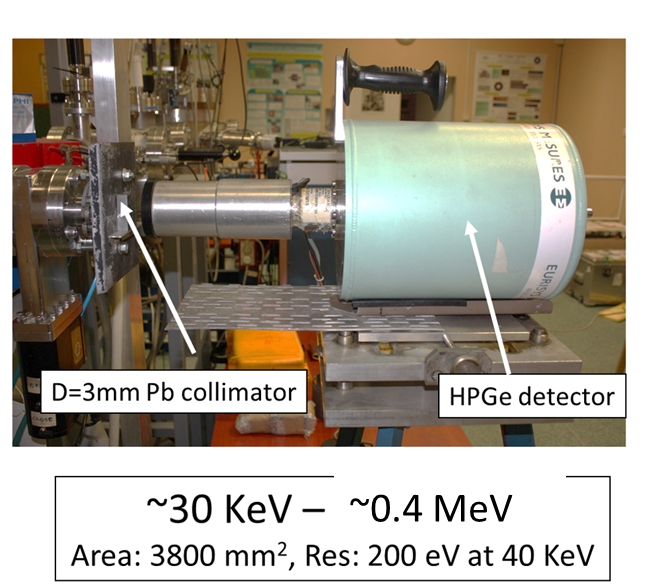 D=3mm Pb collimator
HPGe detector
~30 KeV – ~0.4 MeV
Area: 3800 mm², Res: 200 eV at 40 KeV